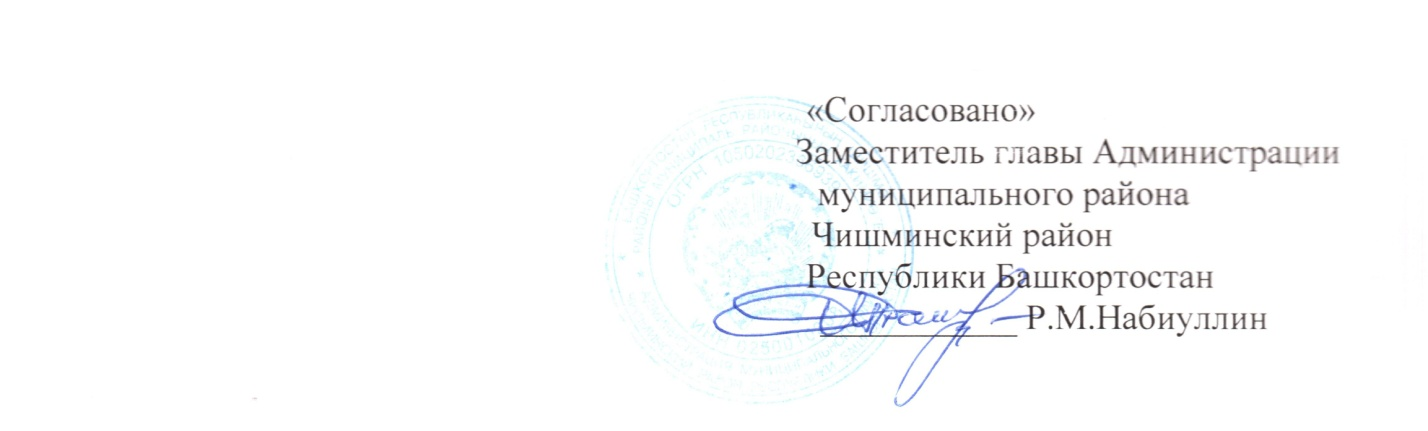 «Согласовано»
Заместитель главы Администрации
муниципального района
Чишминский район
Республики Башкортостан
Р.М.Набиуллин